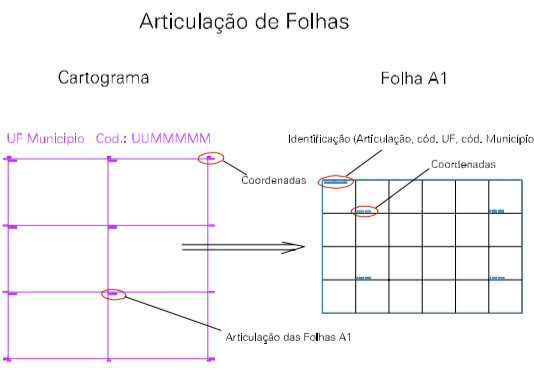 Articulação de Folhas
Cartograma
Folha A1
UF Municipio Cod.: UUMMMMM
Identificação (Articulação, cód. UF, cód. Município
Coordenadas
Coordenadas
Articulação das Folhas A1